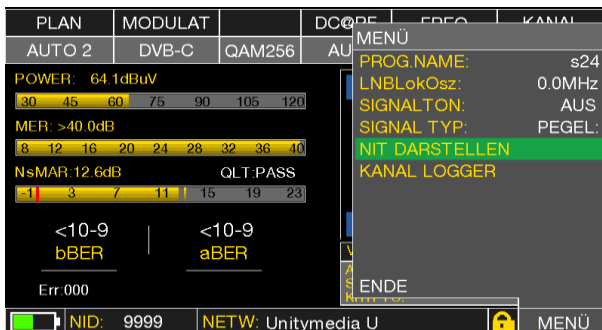 PLAN MODULAT
AUTO 2 DVB-C QAM256
POWER: 64.1dBuV
30 45 60 75 90 105 120
MER: >40.0dB
8 12 16 20 24 28 32 36 40
NsMAR:12.6dB QLT:PASS
-1 3 7 11 15 19 23
<10-9 <10-9
bBER aBER
Err:000
MENÜ
PROG.NAME: s24
LNBLokOsz: 0.0MHz
SIGNALTON: AUS
SIGNAL TYP: PEGEL:
NIT DARSTELLEN
KANAL LOGGER
ENDE
NID: 9999 NETW: Unitymedia U MENÜ